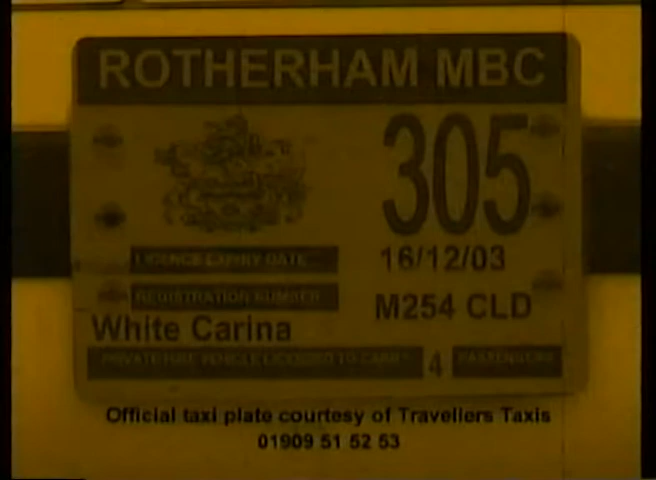 ROTHERHAM MBC
305
LICENCE EXPIRY DATE 16/12/03
REGISTRATION NUMBER M254 CLD
White Carina
PRIVATE HIRE VEHICLE LICENSED TO CARRY 4 PASSENGERS
Official taxi plate courtesy of Travellers Taxis
01909 51 52 53